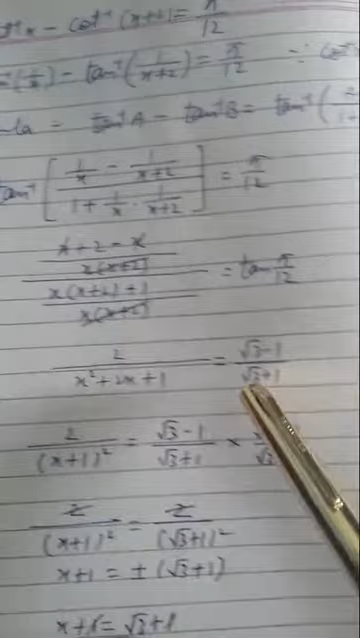 x - cot⁻¹(x+2) = π/12
(1/x) - tan⁻¹(1/(x+2)) = π/12 ∵ cot⁻¹
la = tan⁻¹A - tan⁻¹B = tan⁻¹(
tan⁻¹[(1/x - 1/(x+2))/(1 + 1/x · 1/(x+2))] = π/12
((x+2-x)/(x(x+2)))/((x(x+2)+1)/(x(x+2))) = tan π/12
2/(x²+2x+1) = (√3-1)/(√3+1)
2/(x+1)² = (√3-1)/(√3+1) ×
2/(x+1)² = 2/(√3+1)²
x+1 = ±(√3+1)
x+1 = √3+1